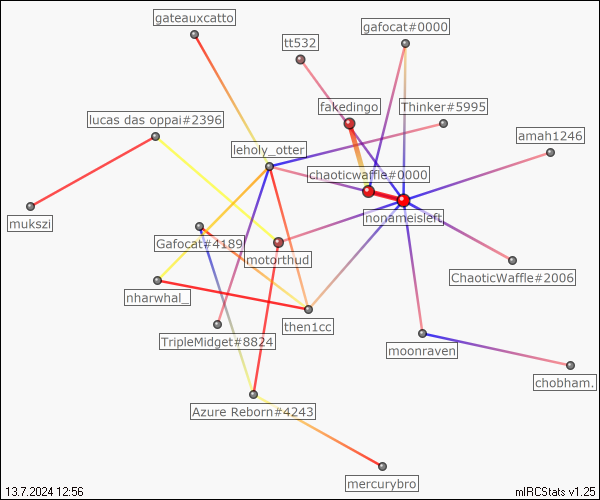 gateauxcatto
gafocat#0000
tt532
fakedingo
Thinker#5995
lucas das oppai#2396
amah1246
leholy_otter
chaoticwaffle#0000
mukszi
nonameisleft
Gafocat#4189
motorthud
ChaoticWaffle#2006
nharwhal_
then1cc
TripleMidget#8824
moonraven
chobham.
Azure Reborn#4243
mercurybro
13.7.2024 12:56
mIRCStats v1.25